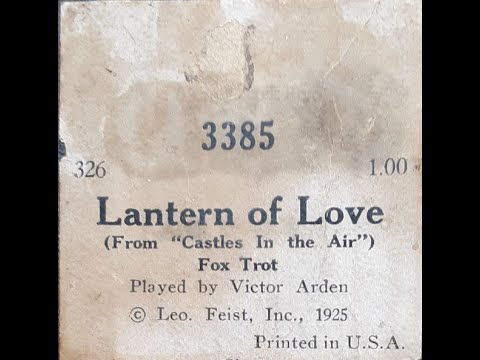 3385
326 1.00
Lantern of Love
(From “Castles In the Air”)
Fox Trot
Played by Victor Arden
© Leo. Feist, Inc., 1925
Printed in U.S.A.